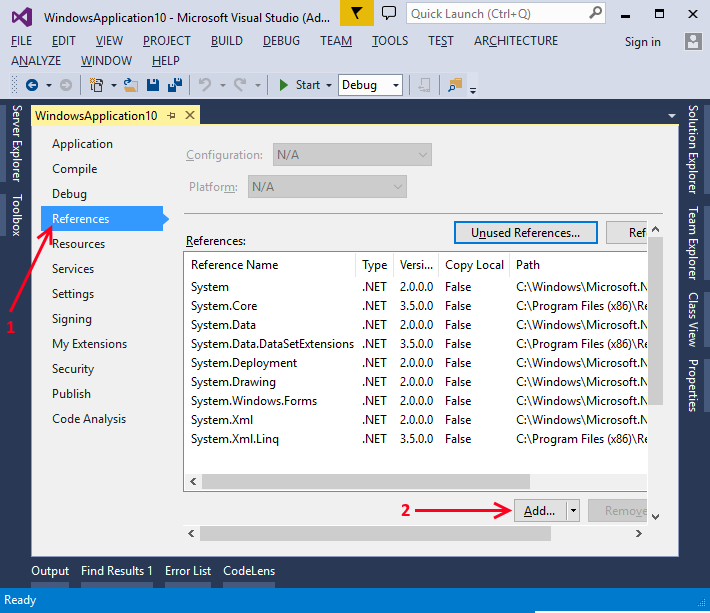 WindowsApplication10 - Microsoft Visual Studio (Ad... Quick Launch (Ctrl+Q)
FILE EDIT VIEW PROJECT BUILD DEBUG TEAM TOOLS TEST ARCHITECTURE Sign in
ANALYZE WINDOW HELP
Start Debug
WindowsApplication10
Server Explorer
Toolbox
Application
Compile
Debug
References
Resources
Services
Settings
Signing
My Extensions
Security
Publish
Code Analysis
1
Configuration: N/A
Platform: N/A
Unused References... Ref
References:
Reference Name Type Versi... Copy Local Path
System .NET 2.0.0.0 False C:\Windows\Microsoft.N
System.Core .NET 3.5.0.0 False C:\Program Files (x86)\Re
System.Data .NET 2.0.0.0 False C:\Windows\Microsoft.N
System.Data.DataSetExtensions .NET 3.5.0.0 False C:\Program Files (x86)\Re
System.Deployment .NET 2.0.0.0 False C:\Windows\Microsoft.N
System.Drawing .NET 2.0.0.0 False C:\Windows\Microsoft.N
System.Windows.Forms .NET 2.0.0.0 False C:\Windows\Microsoft.N
System.Xml .NET 2.0.0.0 False C:\Windows\Microsoft.N
System.Xml.Linq .NET 3.5.0.0 False C:\Program Files (x86)\Re
2 Add... Remove
Solution Explorer
Team Explorer
Class View
Properties
Output Find Results 1 Error List CodeLens
Ready